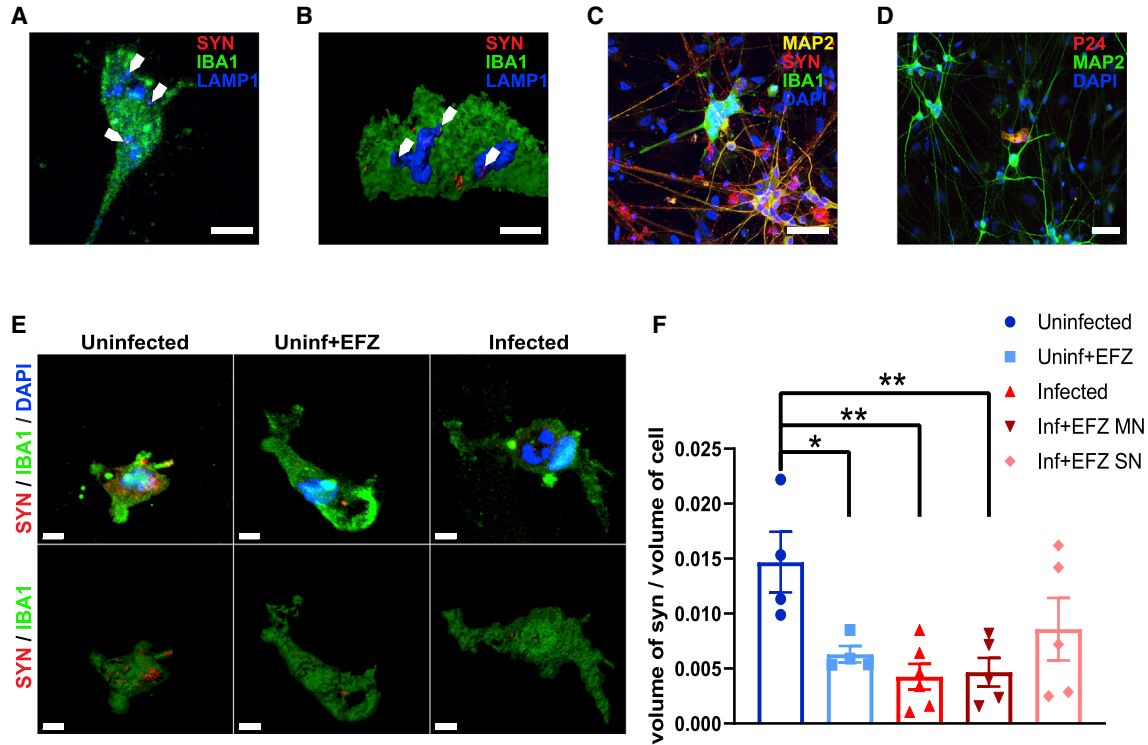 A
SYN
IBA1
LAMP1
B
SYN
IBA1
LAMP1
C
MAP2
SYN
IBA1
DAPI
D
P24
MAP2
DAPI
E
Uninfected
Uninf+EFZ
Infected
SYN / IBA1 / DAPI
SYN / IBA1
F
Uninfected
Uninf+EFZ
Infected
Inf+EFZ MN
Inf+EFZ SN
**
**
*
volume of syn / volume of cell
0.025
0.020
0.015
0.010
0.005
0.000